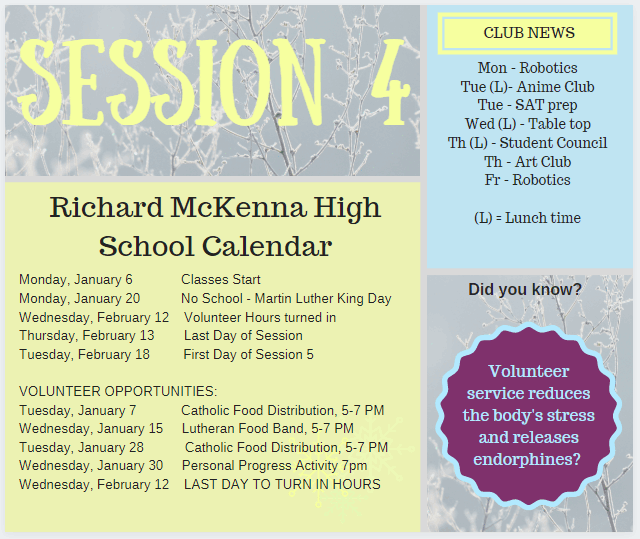 SESSION 4
Richard McKenna High
School Calendar
Monday, January 6 Classes Start
Monday, January 20 No School - Martin Luther King Day
Wednesday, February 12 Volunteer Hours turned in
Thursday, February 13 Last Day of Session
Tuesday, February 18 First Day of Session 5
VOLUNTEER OPPORTUNITIES:
Tuesday, January 7 Catholic Food Distribution, 5-7 PM
Wednesday, January 15 Lutheran Food Band, 5-7 PM
Tuesday, January 28 Catholic Food Distribution, 5-7 PM
Wednesday, January 30 Personal Progress Activity 7pm
Wednesday, February 12 LAST DAY TO TURN IN HOURS
CLUB NEWS
Mon - Robotics
Tue (L)- Anime Club
Tue - SAT prep
Wed (L) - Table top
Th (L) - Student Council
Th - Art Club
Fr - Robotics
(L) = Lunch time
Did you know?
Volunteer
service reduces
the body's stress
and releases
endorphines?